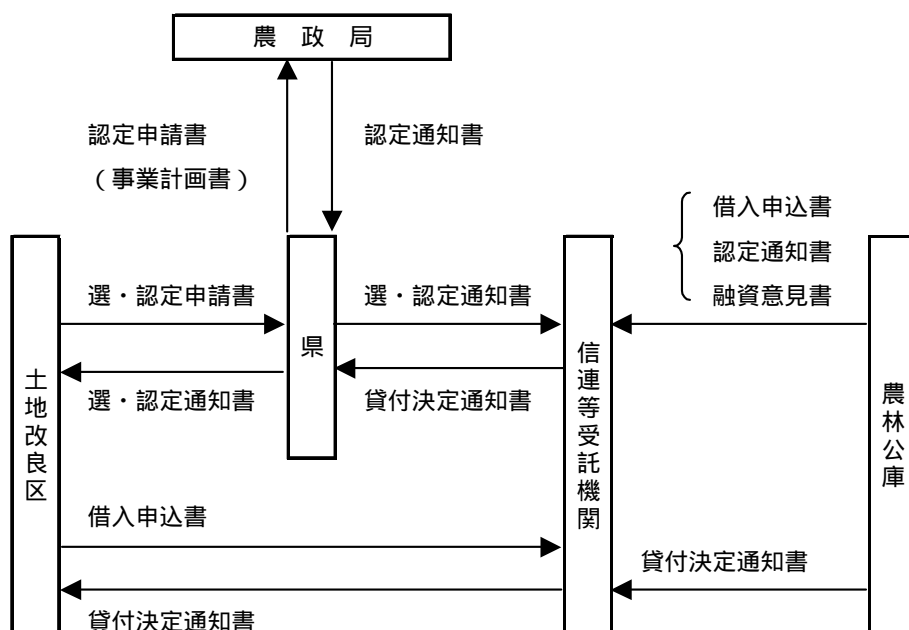 農　政　局
認定申請書
（事業計画書）
認定通知書
借入申込書
認定通知書
融資意見書
選・認定申請書
選・認定通知書
県
選・認定通知書
貸付決定通知書
土地改良区
信連等受託機関
農林公庫
借入申込書
貸付決定通知書
貸付決定通知書